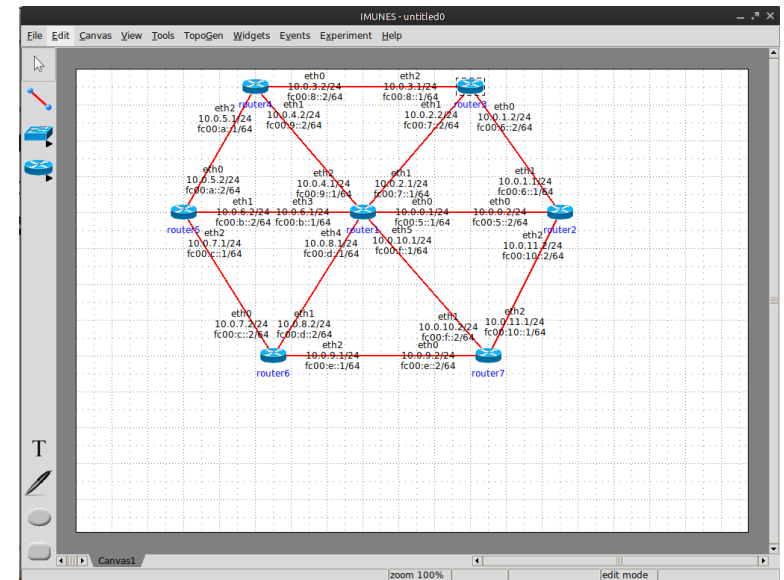 IMUNES - untitled0
File Edit Canvas View Tools TopoGen Widgets Events Experiment Help
eth0
10.0.3.2/24
fc00:8::2/64
eth2
10.0.3.1/24
fc00:8::1/64
router4
router3
eth2
10.0.5.1/24
fc00:a::1/64
eth1
10.0.4.2/24
fc00:9::2/64
eth1
10.0.2.2/24
fc00:7::2/64
eth0
10.0.1.2/24
fc00:6::2/64
eth0
10.0.5.2/24
fc00:a::2/64
eth2
10.0.4.1/24
fc00:9::1/64
eth1
10.0.2.1/24
fc00:7::1/64
eth1
10.0.1.1/24
fc00:6::1/64
eth1
10.0.6.2/24
fc00:b::2/64
eth3
10.0.6.1/24
fc00:b::1/64
eth0
10.0.0.1/24
fc00:5::1/64
eth0
10.0.0.2/24
fc00:5::2/64
router5
router1
router2
eth2
10.0.7.1/24
fc00:c::1/64
eth4
10.0.8.1/24
fc00:d::1/64
eth5
10.0.10.1/24
fc00:f::1/64
eth2
10.0.11.2/24
fc00:10::2/64
eth0
10.0.7.2/24
fc00:c::2/64
eth1
10.0.8.2/24
fc00:d::2/64
eth1
10.0.10.2/24
fc00:f::2/64
eth2
10.0.11.1/24
fc00:10::1/64
eth2
10.0.9.1/24
fc00:e::1/64
eth0
10.0.9.2/24
fc00:e::2/64
router6
router7
T
Canvas1
zoom 100%
edit mode